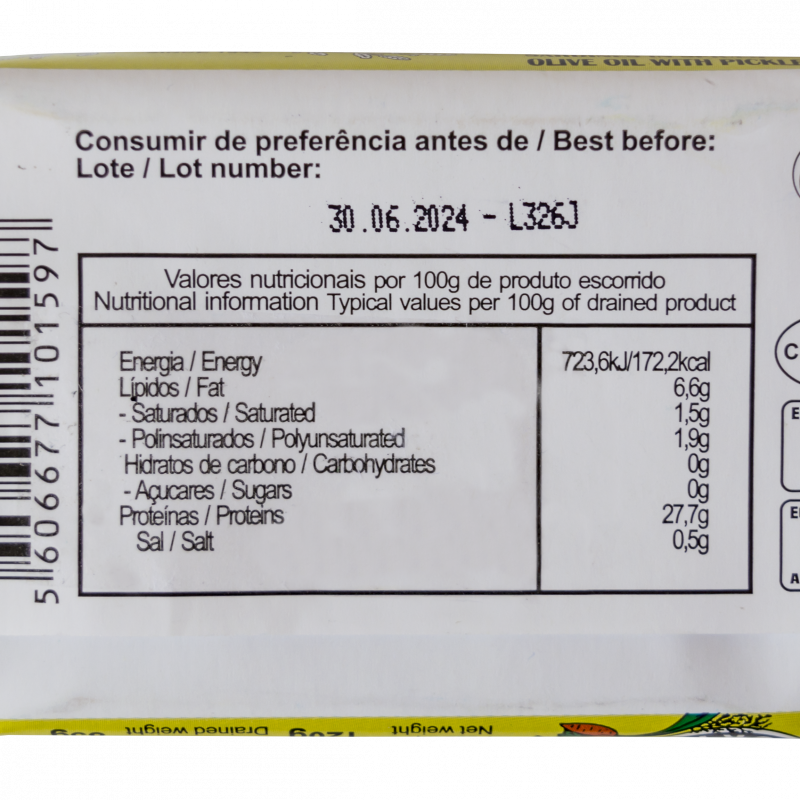 OLIVE OIL WITH
Consumir de preferência antes de / Best before:
Lote / Lot number:
30.06.2024 - L326J
Valores nutricionais por 100g de produto escorrido
Nutritional information Typical values per 100g of drained product
Energia / Energy 723,6kJ/172,2kcal
Lípidos / Fat 6,6g
- Saturados / Saturated 1,5g
- Polinsaturados / Polyunsaturated 1,9g
Hidratos de carbono / Carbohydrates 0g
- Açucares / Sugars 0g
Proteínas / Proteins 27,7g
Sal / Salt 0,5g
5 606677 101597
Net weight 120g Drained weight